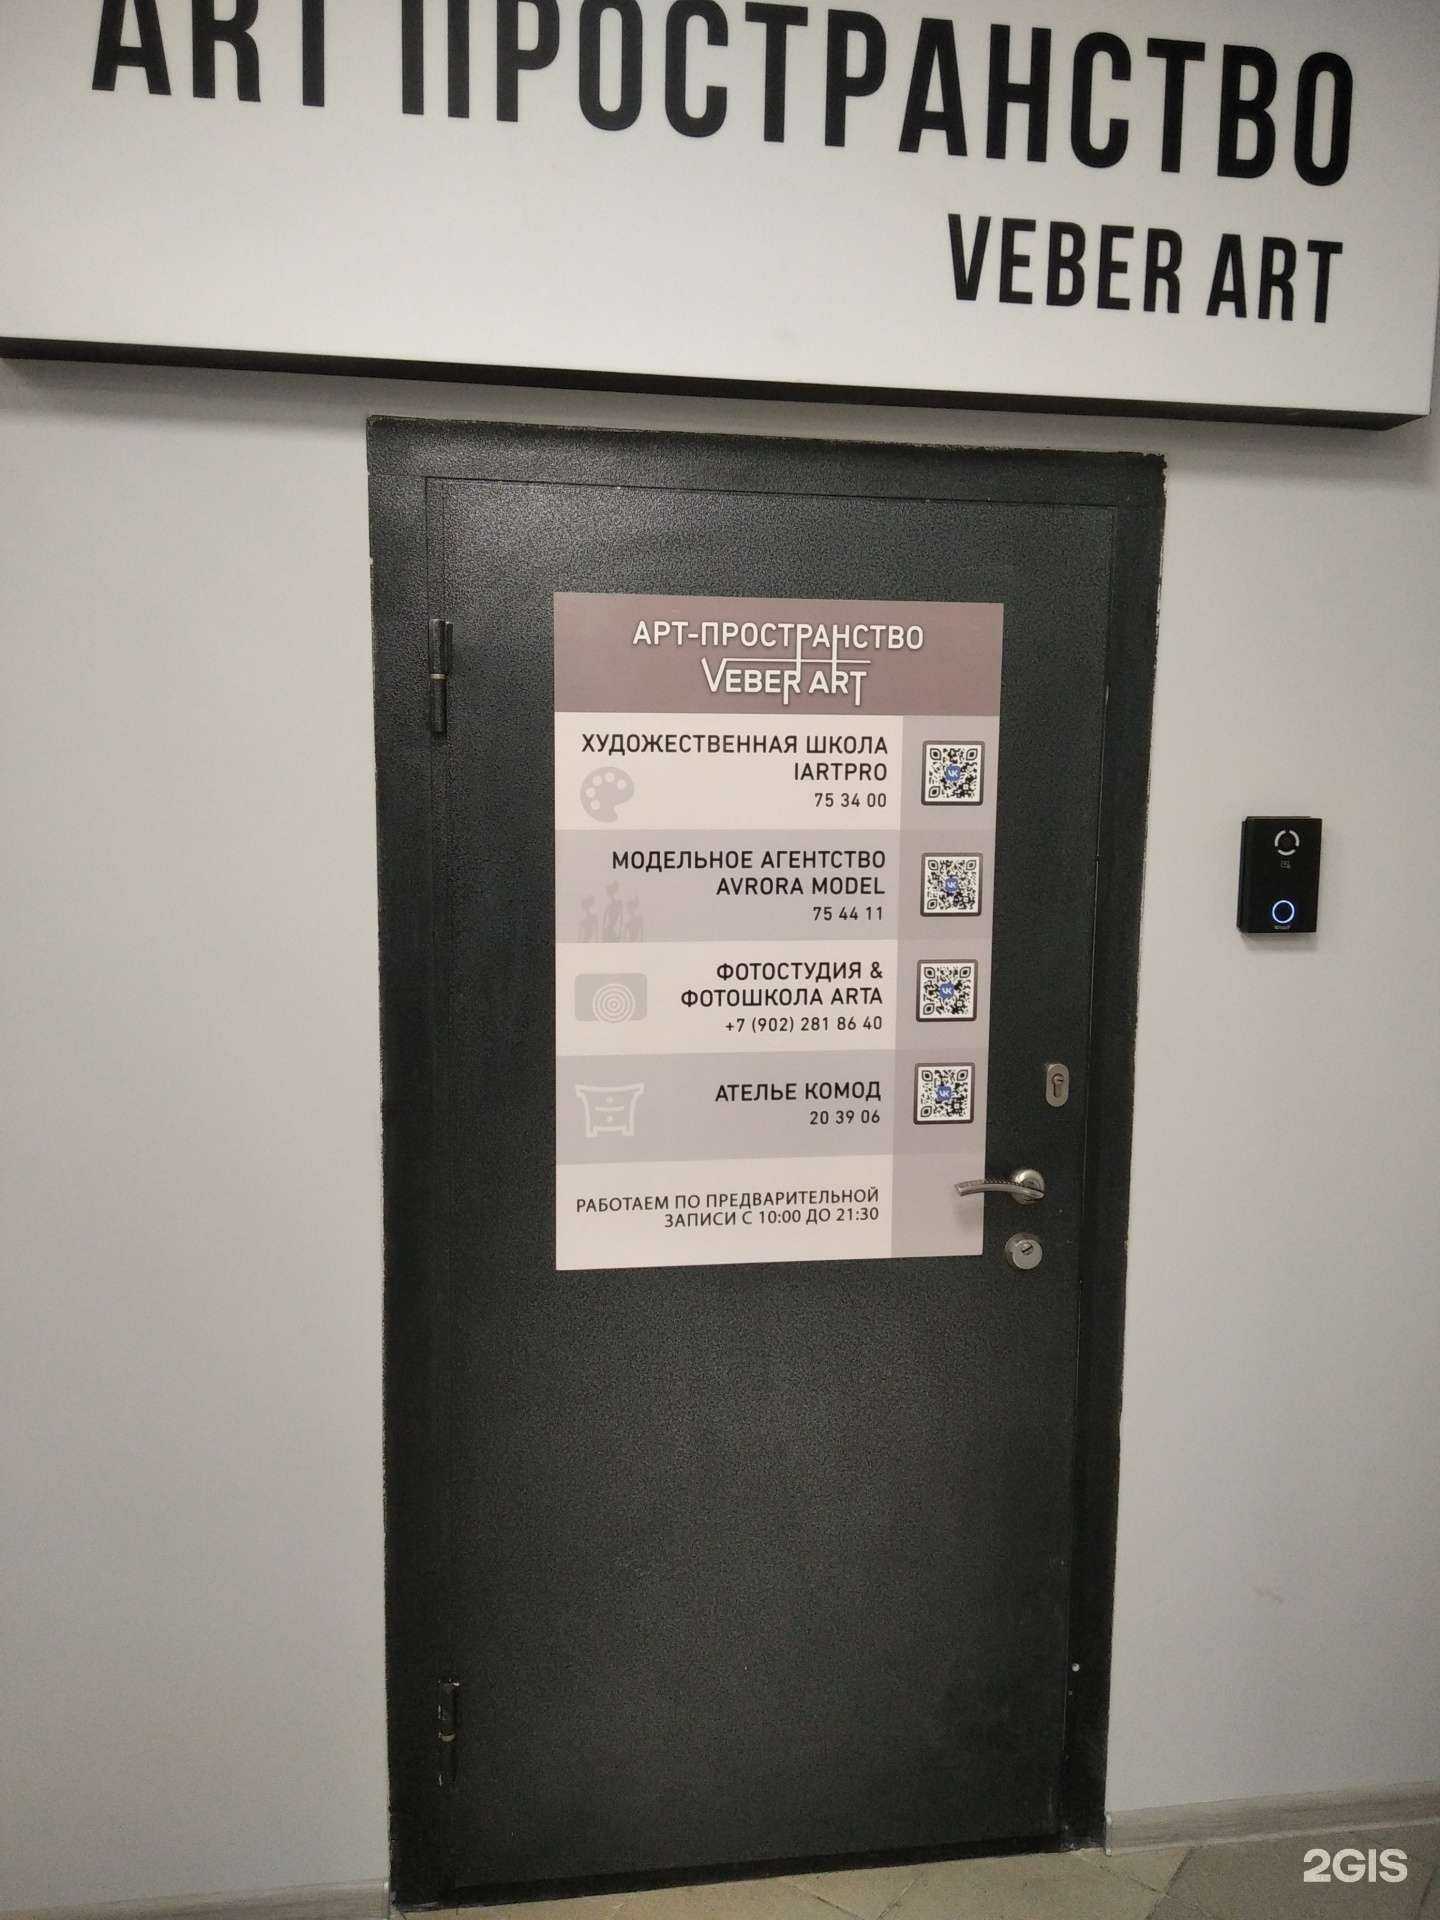 ART ПРОСТРАНСТВО
VEBER ART
АРТ-ПРОСТРАНСТВО
VEBER ART
ХУДОЖЕСТВЕННАЯ ШКОЛА
IARTPRO
75 34 00
МОДЕЛЬНОЕ АГЕНТСТВО
AVRORA MODEL
75 44 11
ФОТОСТУДИЯ &
ФОТОШКОЛА ARTA
+7 (902) 281 86 40
АТЕЛЬЕ КОМОД
20 39 06
РАБОТАЕМ ПО ПРЕДВАРИТЕЛЬНОЙ
ЗАПИСИ С 10:00 ДО 21:30
2GIS